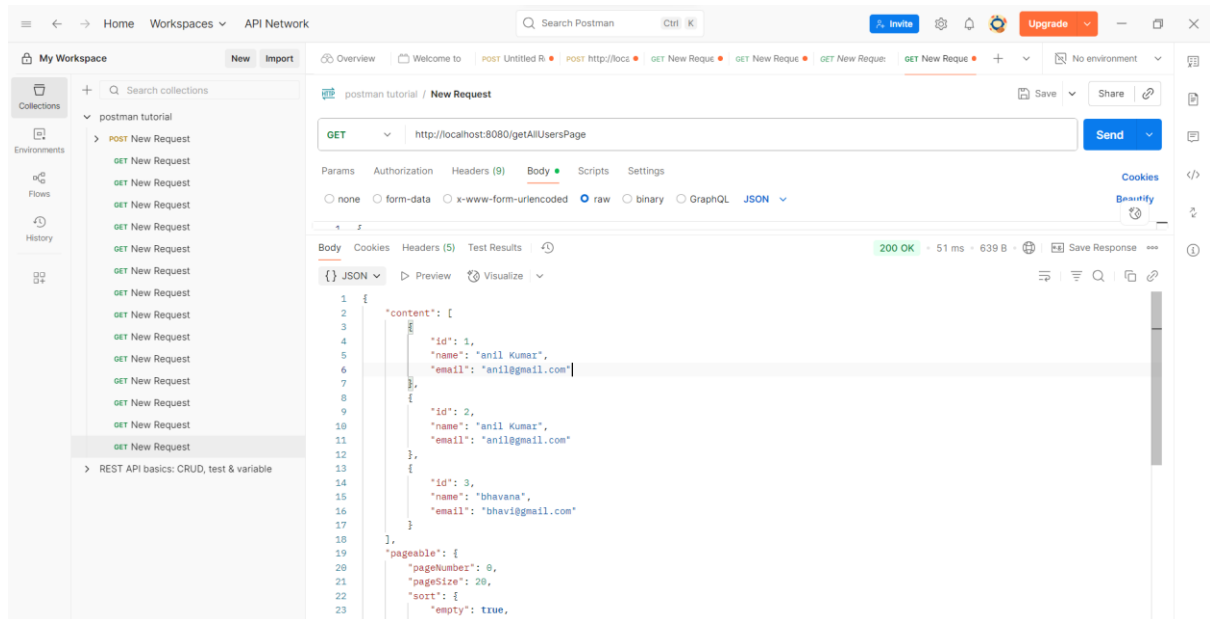 Home Workspaces API Network Search Postman Ctrl K Invite Upgrade
My Workspace New Import Overview Welcome to POST Untitled R POST http://loca GET New Reque GET New Reque GET New Reque GET New Reque No environment
Collections
Environments
Flows
History
Search collections
postman tutorial
POST New Request
GET New Request
GET New Request
GET New Request
GET New Request
GET New Request
GET New Request
GET New Request
GET New Request
GET New Request
GET New Request
GET New Request
GET New Request
GET New Request
GET New Request
REST API basics: CRUD, test & variable
HTTP postman tutorial / New Request Save Share
GET http://localhost:8080/getAllUsersPage Send
Params Authorization Headers (9) Body Scripts Settings Cookies
none form-data x-www-form-urlencoded raw binary GraphQL JSON Beautify
1 {
Body Cookies Headers (5) Test Results 200 OK 51 ms 639 B Save Response
{} JSON Preview Visualize
1 {
2 "content": [
3 {
4 "id": 1,
5 "name": "anil Kumar",
6 "email": "anil@gmail.com"
7 },
8 {
9 "id": 2,
10 "name": "anil Kumar",
11 "email": "anil@gmail.com"
12 },
13 {
14 "id": 3,
15 "name": "bhavana",
16 "email": "bhavi@gmail.com"
17 }
18 ],
19 "pageable": {
20 "pageNumber": 0,
21 "pageSize": 20,
22 "sort": {
23 "empty": true,